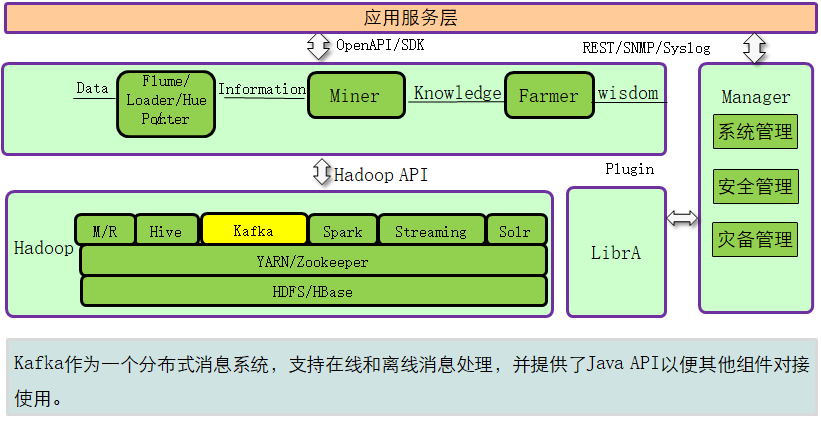 应用服务层
OpenAPI/SDK
REST/SNMP/Syslog
Data
Flume/
Loader/Hue
Information
Miner
Knowledge
Farmer
wisdom
Manager
系统管理
安全管理
灾备管理
Hadoop API
Plugin
Hadoop
M/R
Hive
Kafka
Spark
Streaming
Solr
YARN/Zookeeper
HDFS/HBase
LibrA
Kafka作为一个分布式消息系统，支持在线和离线消息处理，并提供了Java API以便其他组件对接
使用。